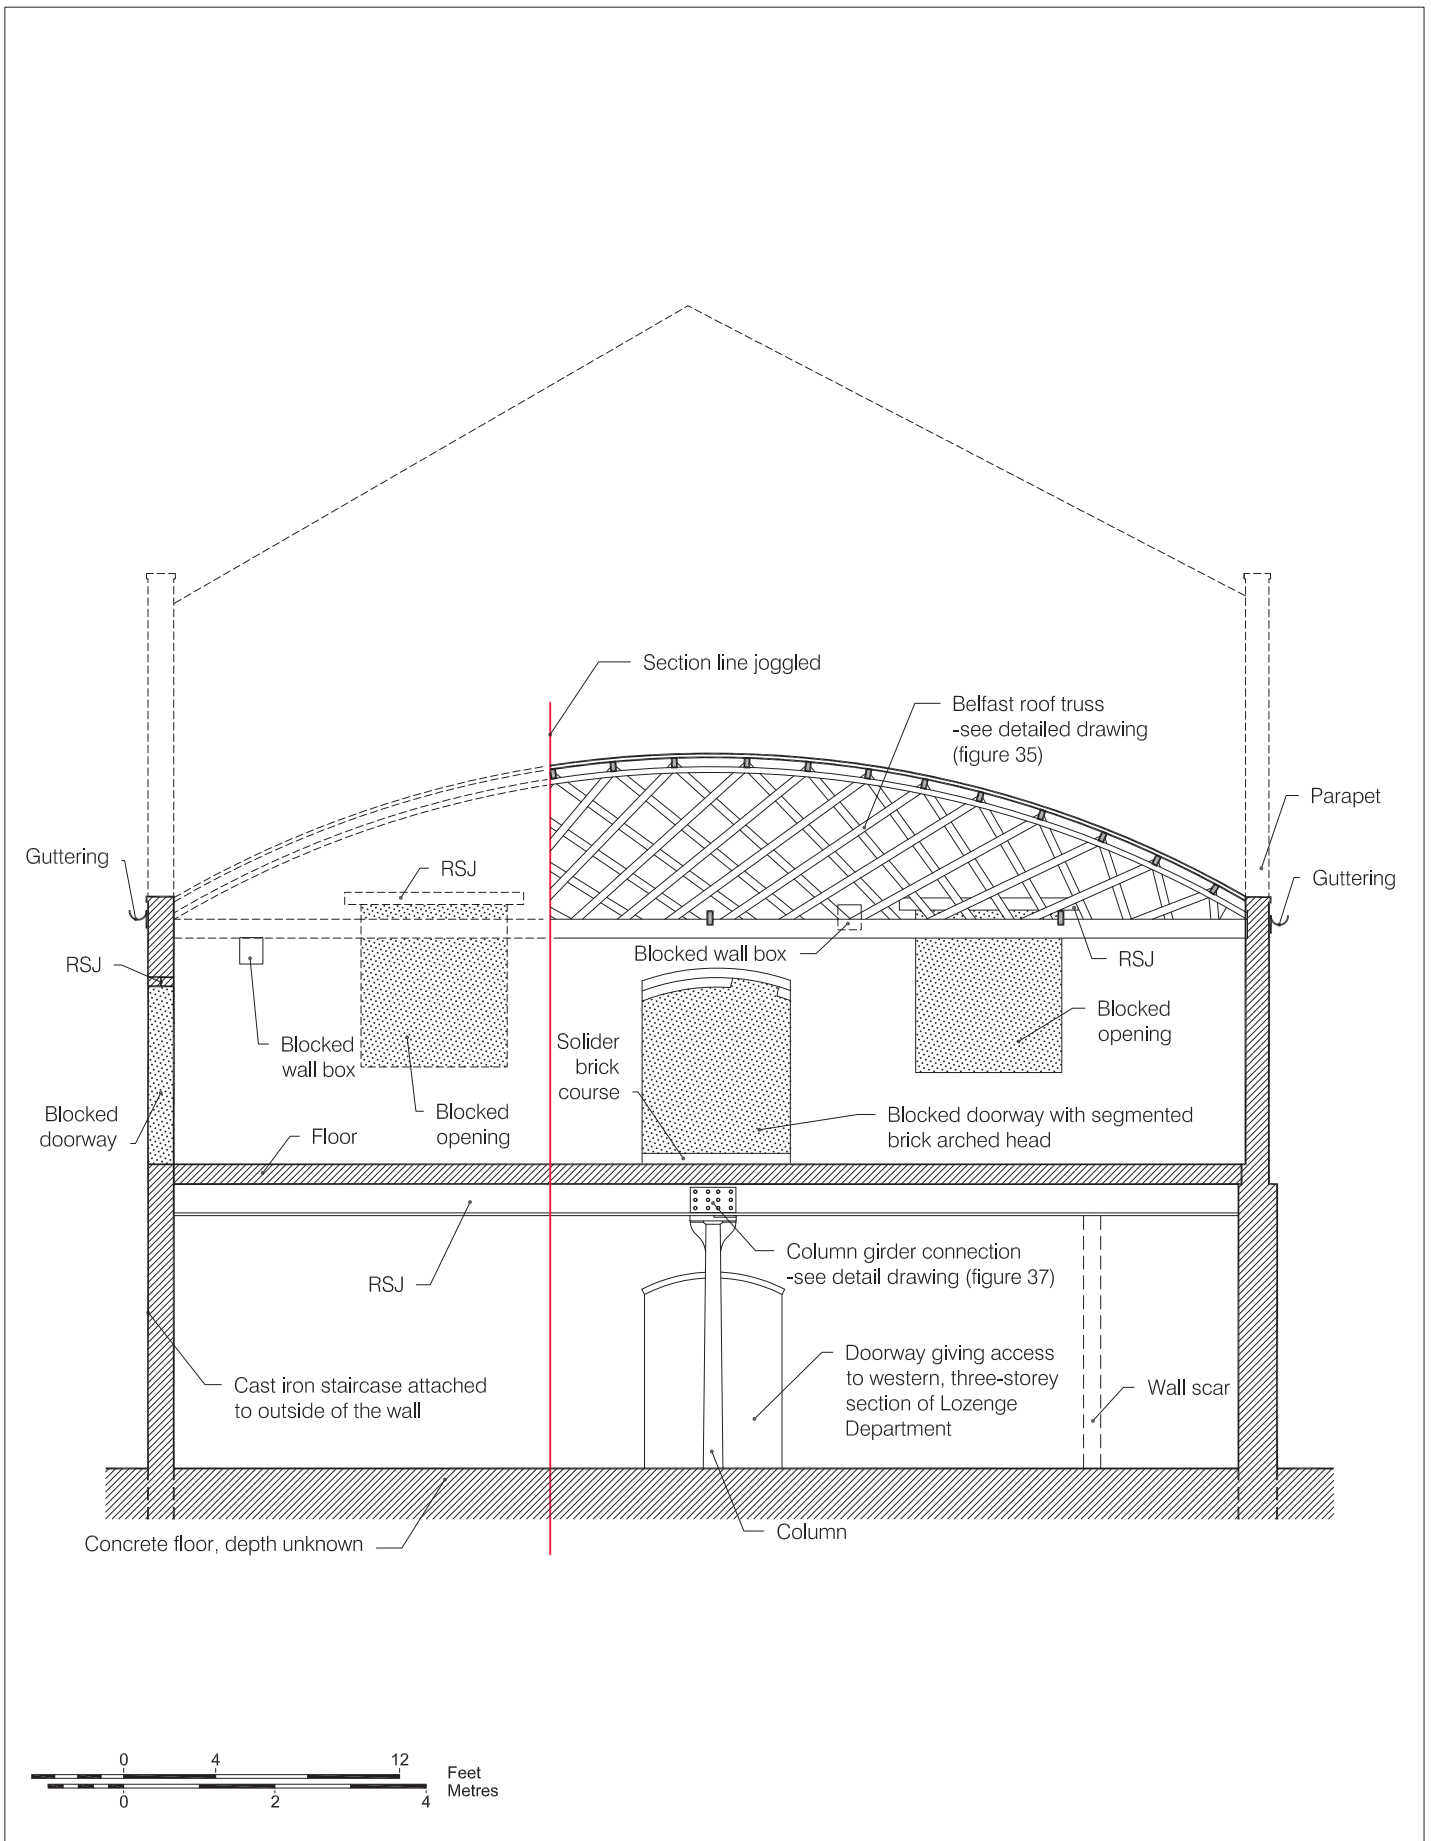 Section line joggled
Belfast roof truss
-see detailed drawing
(figure 35)
Parapet
Guttering
RSJ
Guttering
Blocked wall box
RSJ
RSJ
Blocked
wall box
Blocked
opening
Solider
brick
course
Blocked
doorway
Floor
Blocked
opening
Blocked doorway with segmented
brick arched head
Column girder connection
-see detail drawing (figure 37)
RSJ
Doorway giving access
to western, three-storey
section of Lozenge
Department
Wall scar
Cast iron staircase attached
to outside of the wall
Column
Concrete floor, depth unknown
0 4 12
Feet
Metres
0 2 4